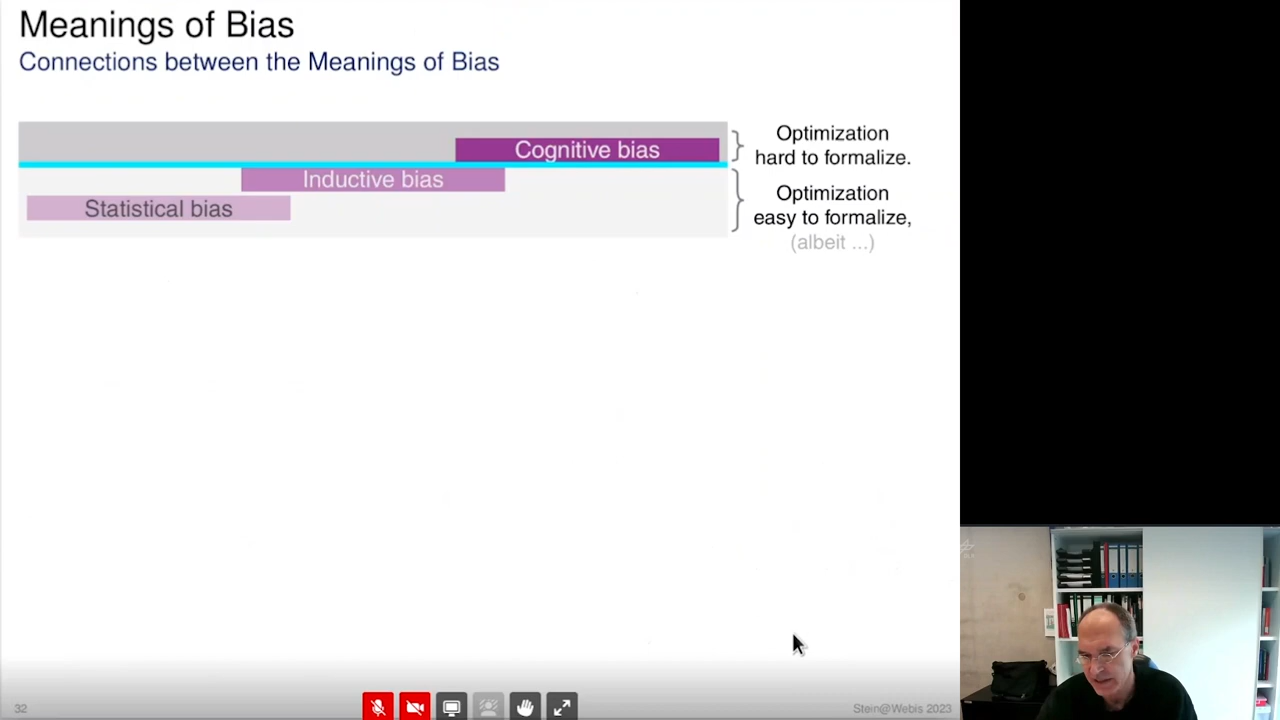 Meanings of Bias
Connections between the Meanings of Bias
Cognitive bias
Inductive bias
Statistical bias
Optimization
hard to formalize.
Optimization
easy to formalize,
(albeit ...)
32
Stein@Webis 2023